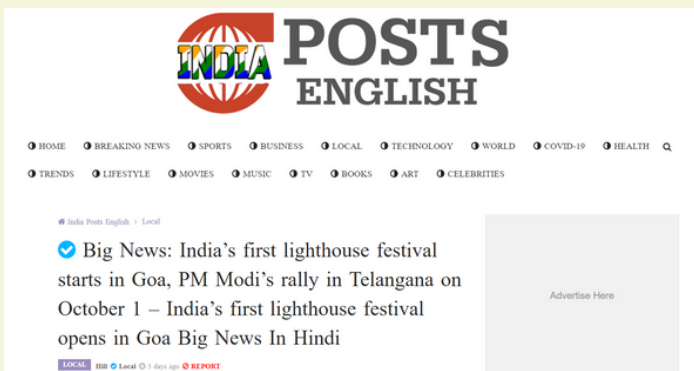 INDIA POSTS
ENGLISH
HOME BREAKING NEWS SPORTS BUSINESS LOCAL TECHNOLOGY WORLD COVID-19 HEALTH
TRENDS LIFESTYLE MOVIES MUSIC TV BOOKS ART CELEBRITIES
India Posts English > Local
Big News: India’s first lighthouse festival
starts in Goa, PM Modi’s rally in Telangana on
October 1 – India’s first lighthouse festival
opens in Goa Big News In Hindi
LOCAL Hill Local 3 days ago REPORT
Advertise Here